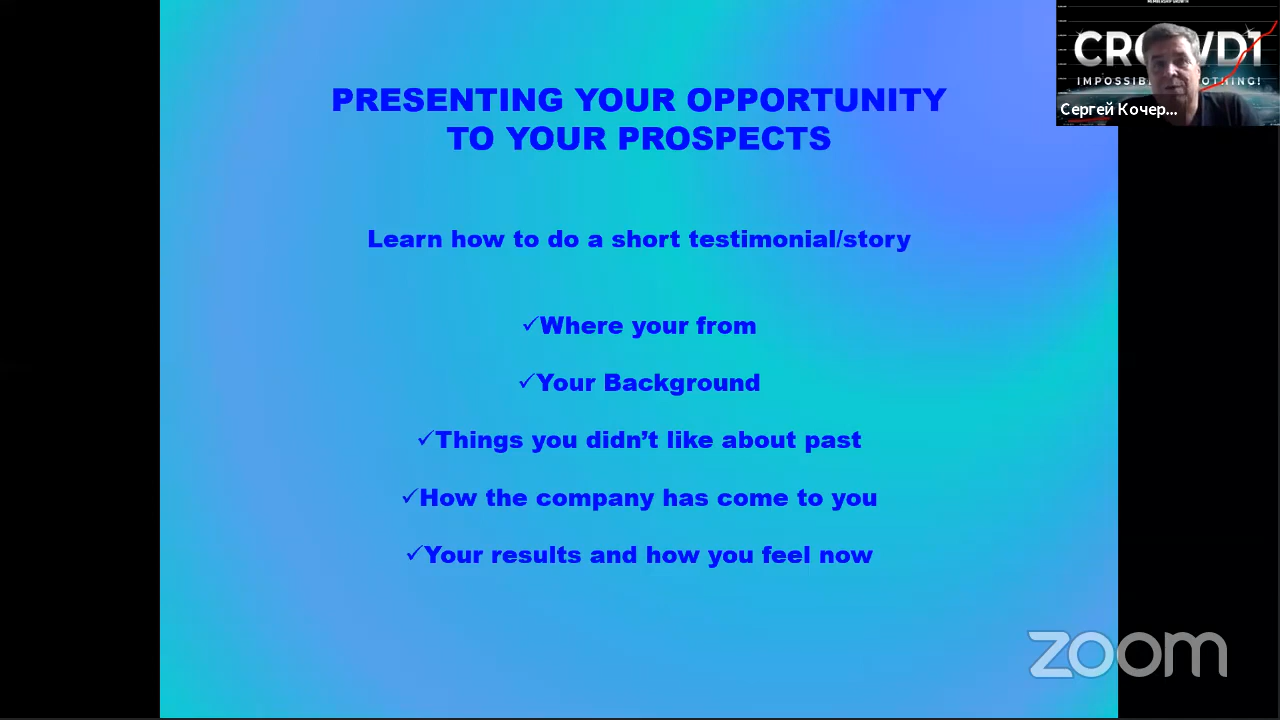 PRESENTING YOUR OPPORTUNITY
TO YOUR PROSPECTS
Learn how to do a short testimonial/story
✓Where your from
✓Your Background
✓Things you didn’t like about past
✓How the company has come to you
✓Your results and how you feel now
MEMBERSHIP GROWTH
Сергей Кочер...
zoom